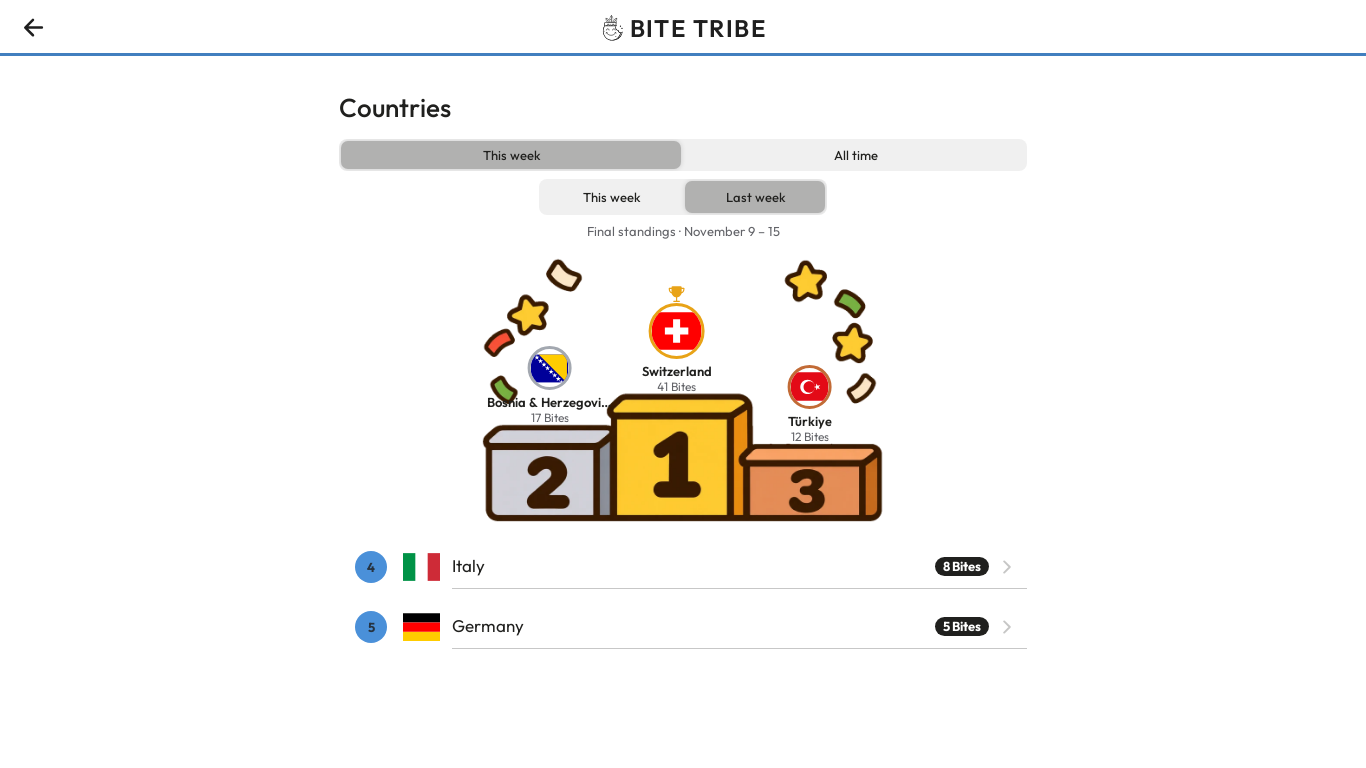 BITE TRIBE
Countries
This week
All time
This week
Last week
Final standings · November 9 – 15
Switzerland
41 Bites
Bosnia & Herzegovi...
17 Bites
Türkiye
12 Bites
2
1
3
4
Italy
8 Bites
5
Germany
5 Bites